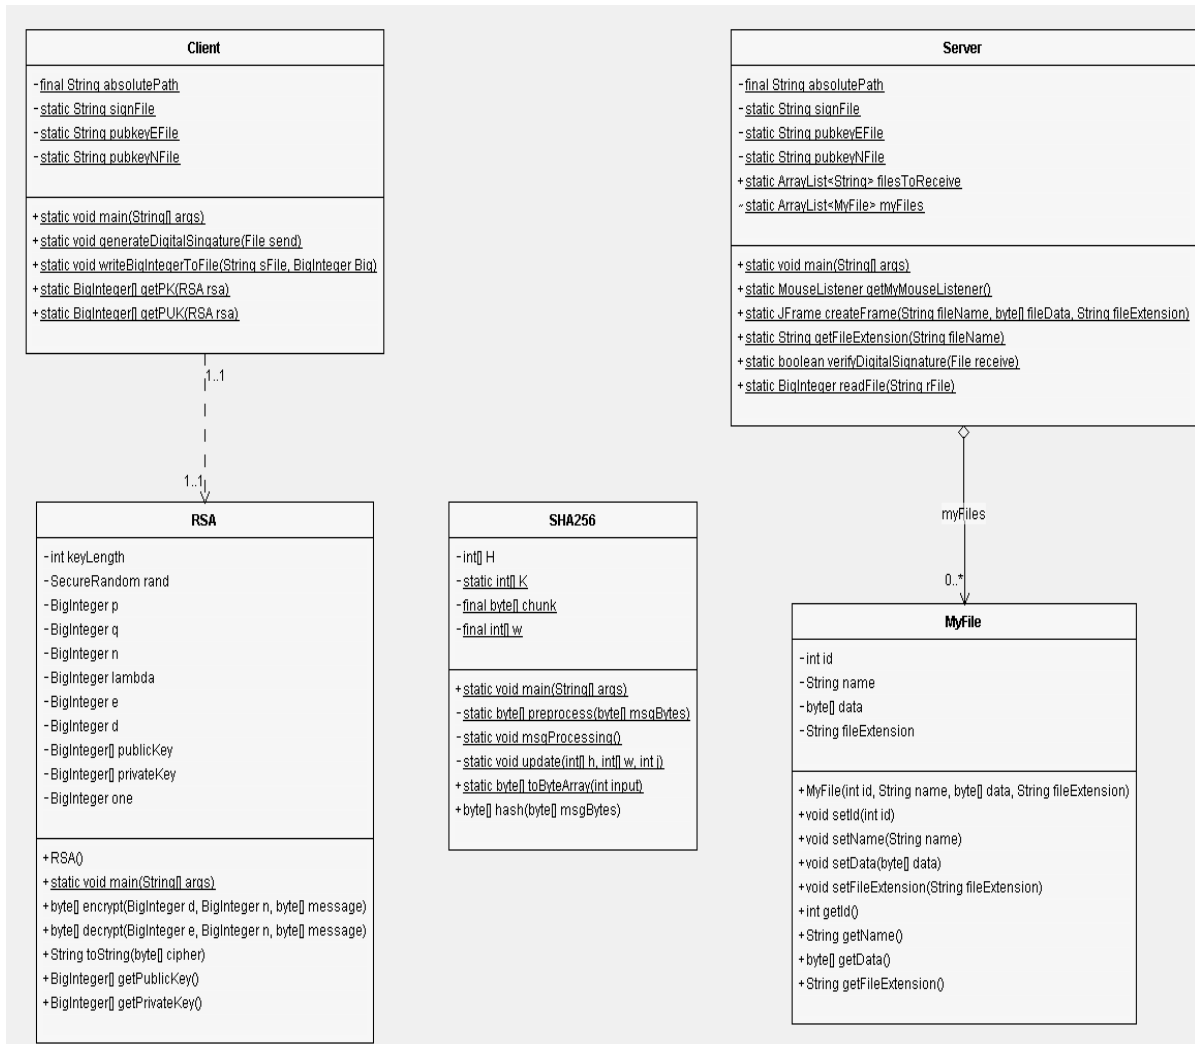 Client
-final String absolutePath
-static String signFile
-static String pubkeyEFile
-static String pubkeyNFile
+static void main(String[] args)
+static void generateDigitalSingature(File send)
+static void writeBigIntegerToFile(String sFile, BigInteger Big)
+static BigInteger[] getPK(RSA rsa)
+static BigInteger[] getPUK(RSA rsa)
Server
-final String absolutePath
-static String signFile
-static String pubkeyEFile
-static String pubkeyNFile
+static ArrayList<String> filesToReceive
~static ArrayList<MyFile> myFiles
+static void main(String[] args)
+static MouseListener getMyMouseListener()
+static JFrame createFrame(String fileName, byte[] fileData, String fileExtension)
+static String getFileExtension(String fileName)
+static boolean verifyDigitalSignature(File receive)
+static BigInteger readFile(String rFile)
1..1
1..1
myFiles
0..*
RSA
-int keyLength
-SecureRandom rand
-BigInteger p
-BigInteger q
-BigInteger n
-BigInteger lambda
-BigInteger e
-BigInteger d
-BigInteger[] publicKey
-BigInteger[] privateKey
-BigInteger one
+RSA()
+static void main(String[] args)
+byte[] encrypt(BigInteger d, BigInteger n, byte[] message)
+byte[] decrypt(BigInteger e, BigInteger n, byte[] message)
+String toString(byte[] cipher)
+BigInteger[] getPublicKey()
+BigInteger[] getPrivateKey()
SHA256
-int[] H
-static int[] K
-final byte[] chunk
-final int[] w
+static void main(String[] args)
-static byte[] preprocess(byte[] msgBytes)
-static void msgProcessing()
-static void update(int[] h, int[] w, int j)
+static byte[] toByteArray(int input)
+byte[] hash(byte[] msgBytes)
MyFile
-int id
-String name
-byte[] data
-String fileExtension
+MyFile(int id, String name, byte[] data, String fileExtension)
+void setId(int id)
+void setName(String name)
+void setData(byte[] data)
+void setFileExtension(String fileExtension)
+int getId()
+String getName()
+byte[] getData()
+String getFileExtension()